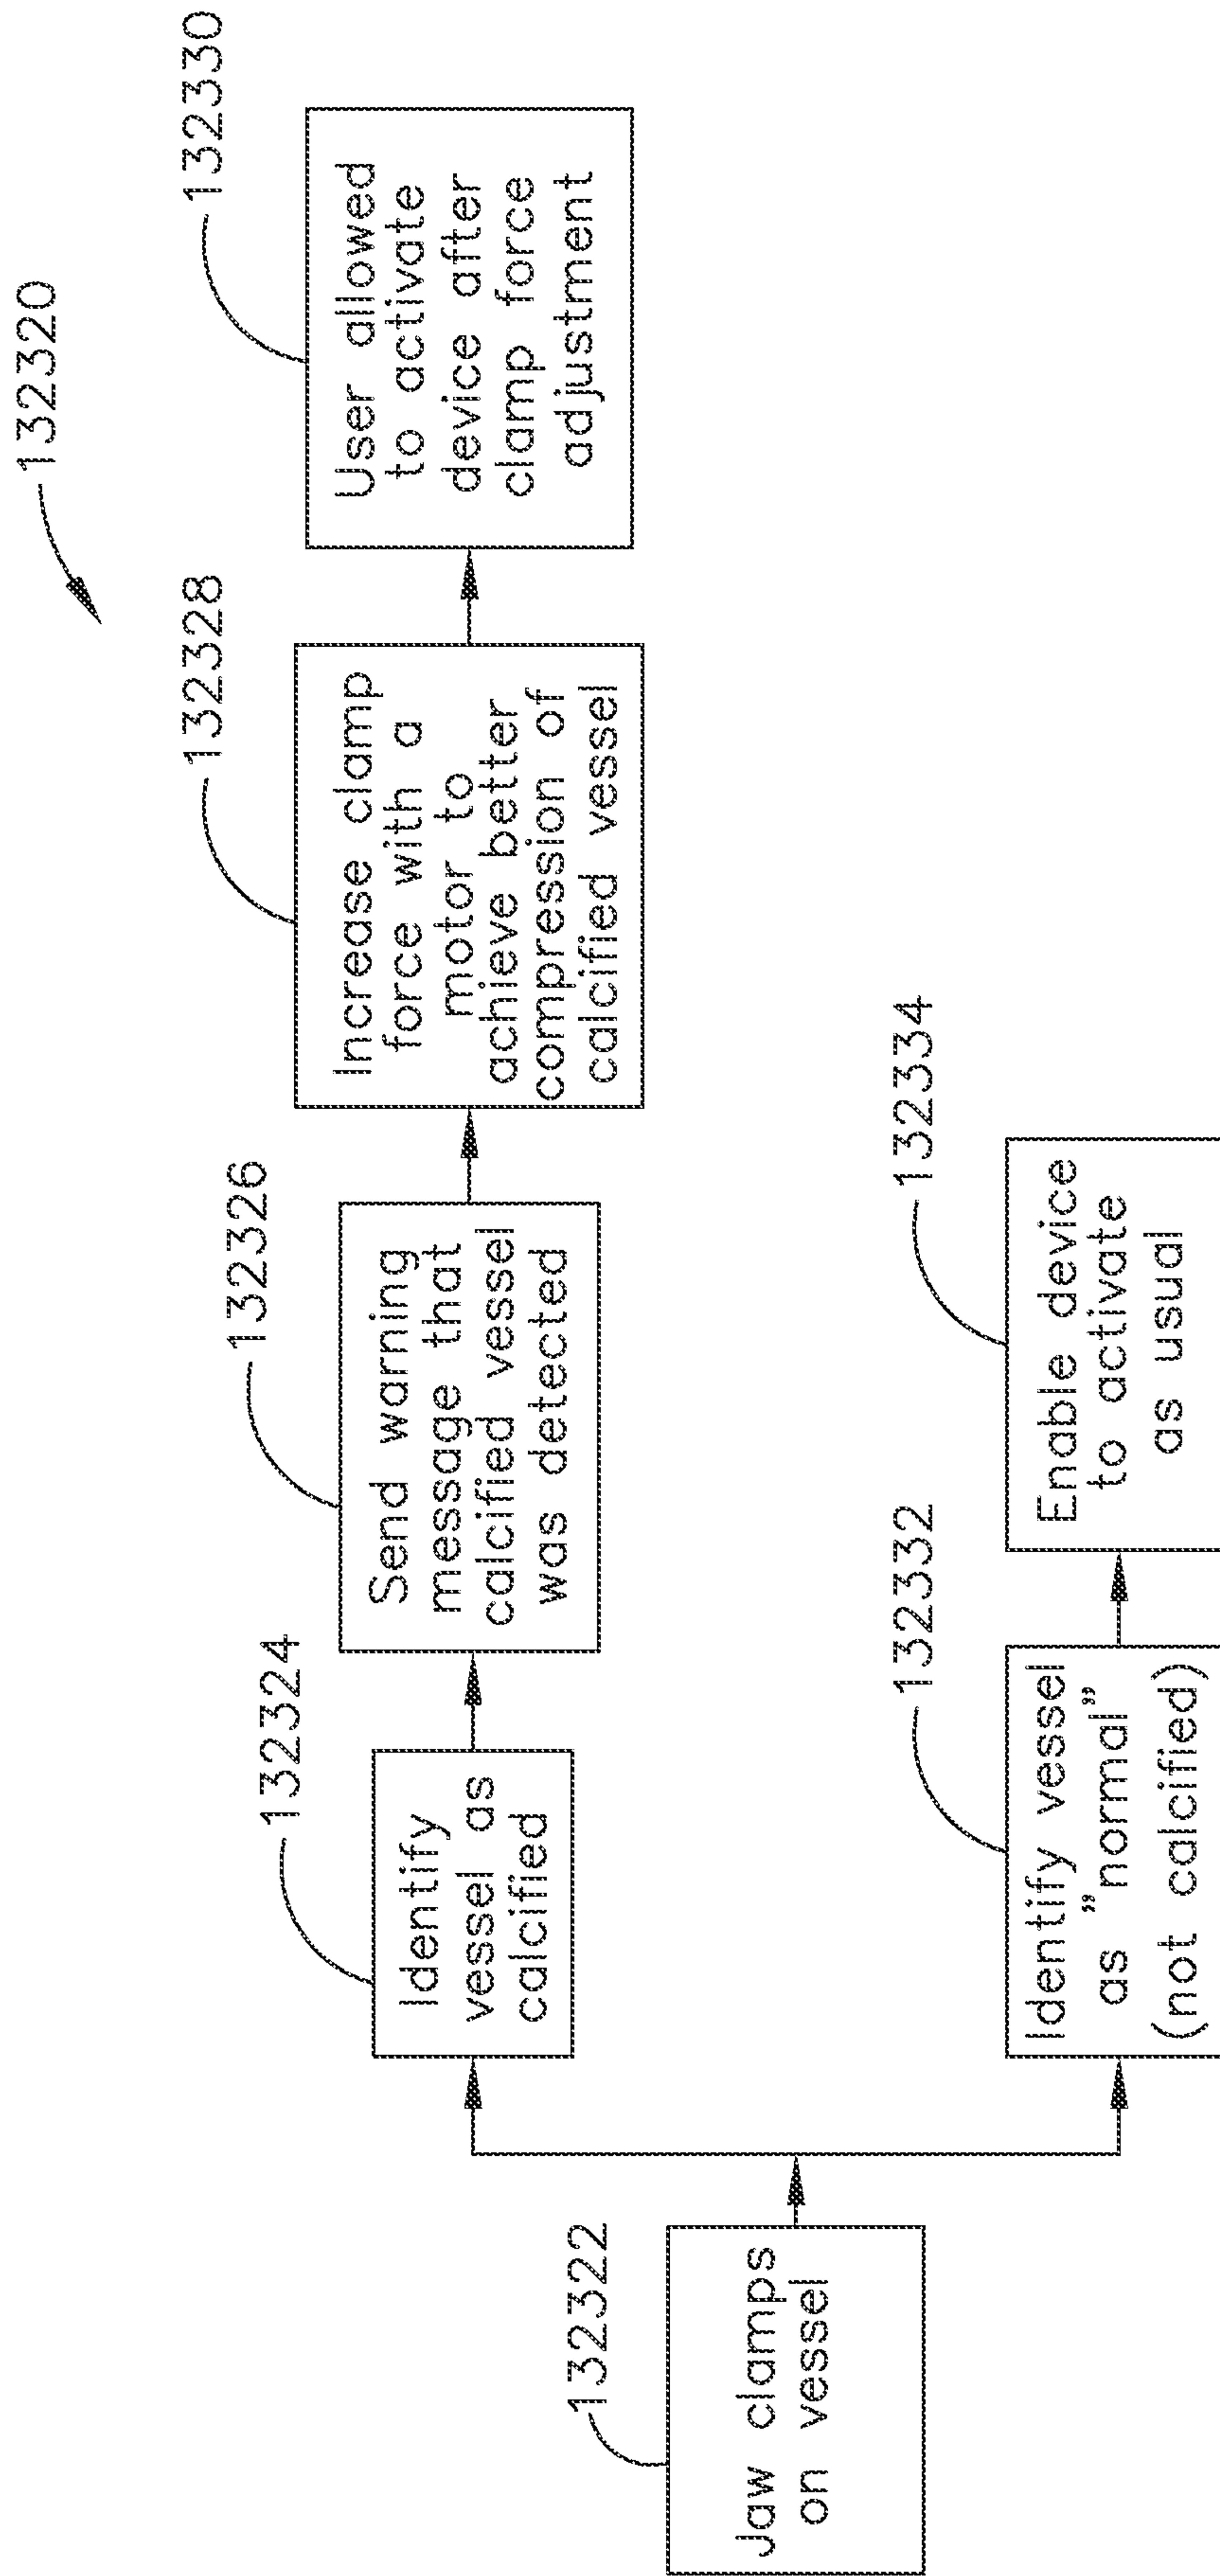 132320
132322
Jaw clamps
on vessel
132324
Identify
vessel as
calcified
132326
Send warning
message that
calcified vessel
was detected
132328
Increase clamp
force with a
motor to
achieve better
compression of
calcified vessel
132330
User allowed
to activate
device after
clamp force
adjustment
132332
Identify vessel
as ”normal”
(not calcified)
132334
Enable device
to activate
as usual